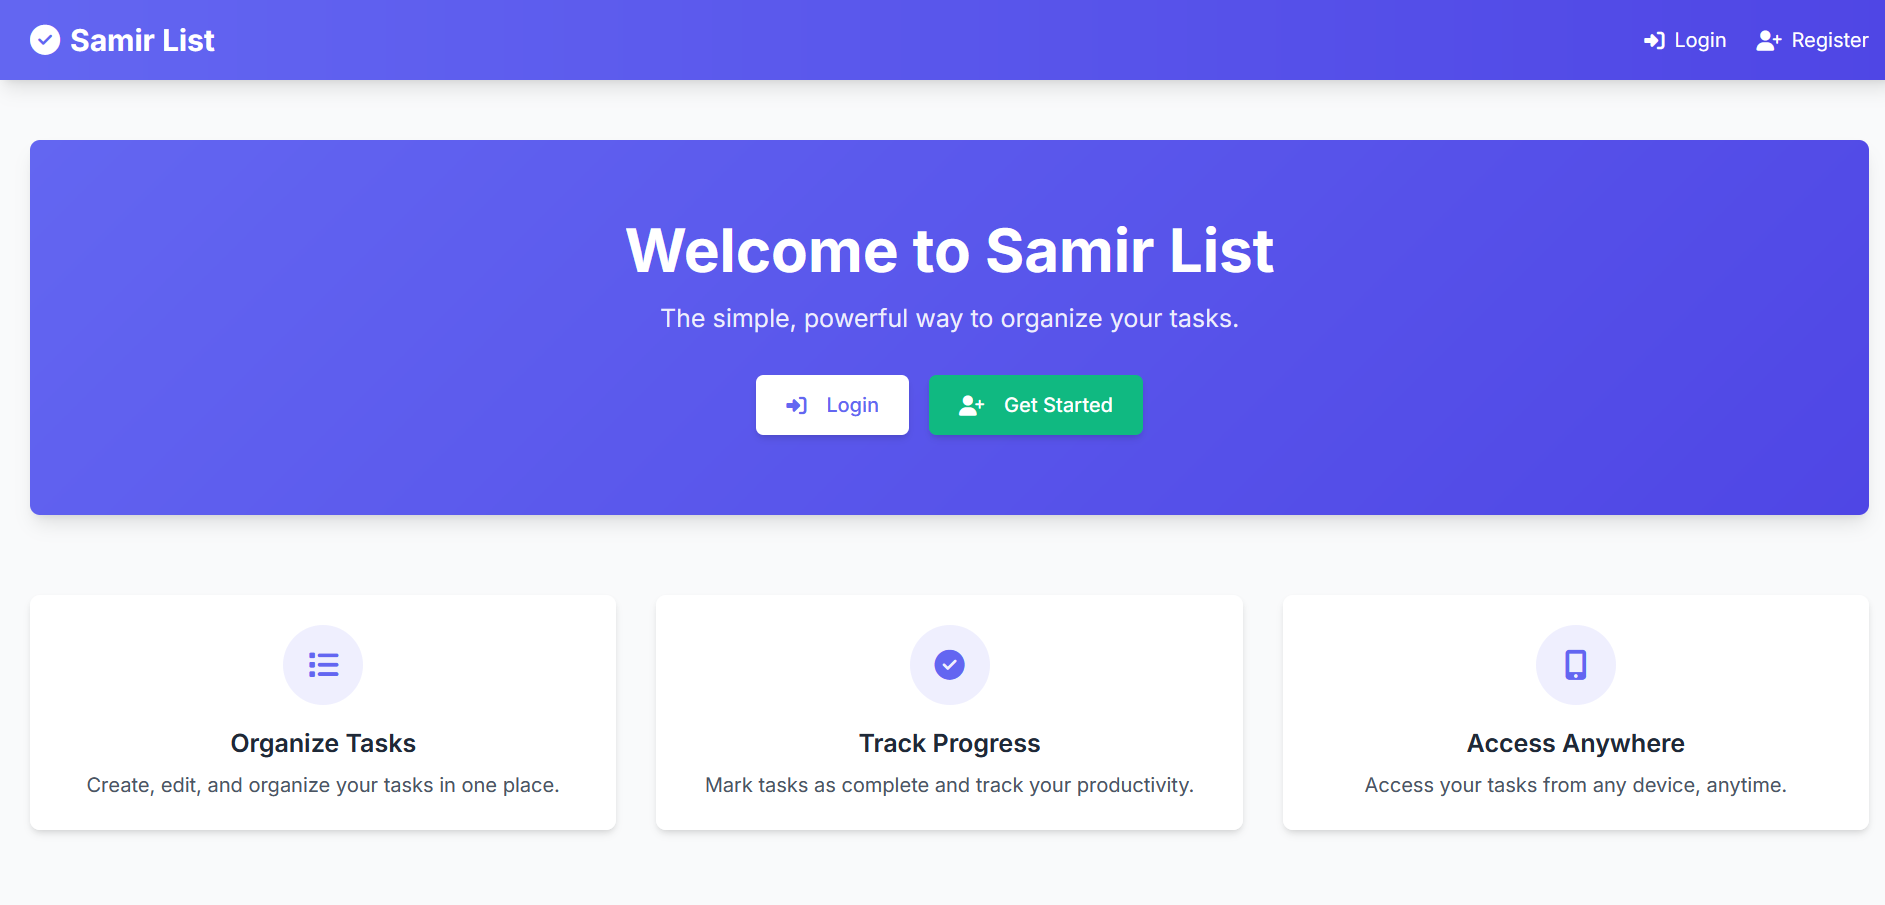 Samir List
Login
Register
Welcome to Samir List
The simple, powerful way to organize your tasks.
Login
Get Started
Organize Tasks
Create, edit, and organize your tasks in one place.
Track Progress
Mark tasks as complete and track your productivity.
Access Anywhere
Access your tasks from any device, anytime.